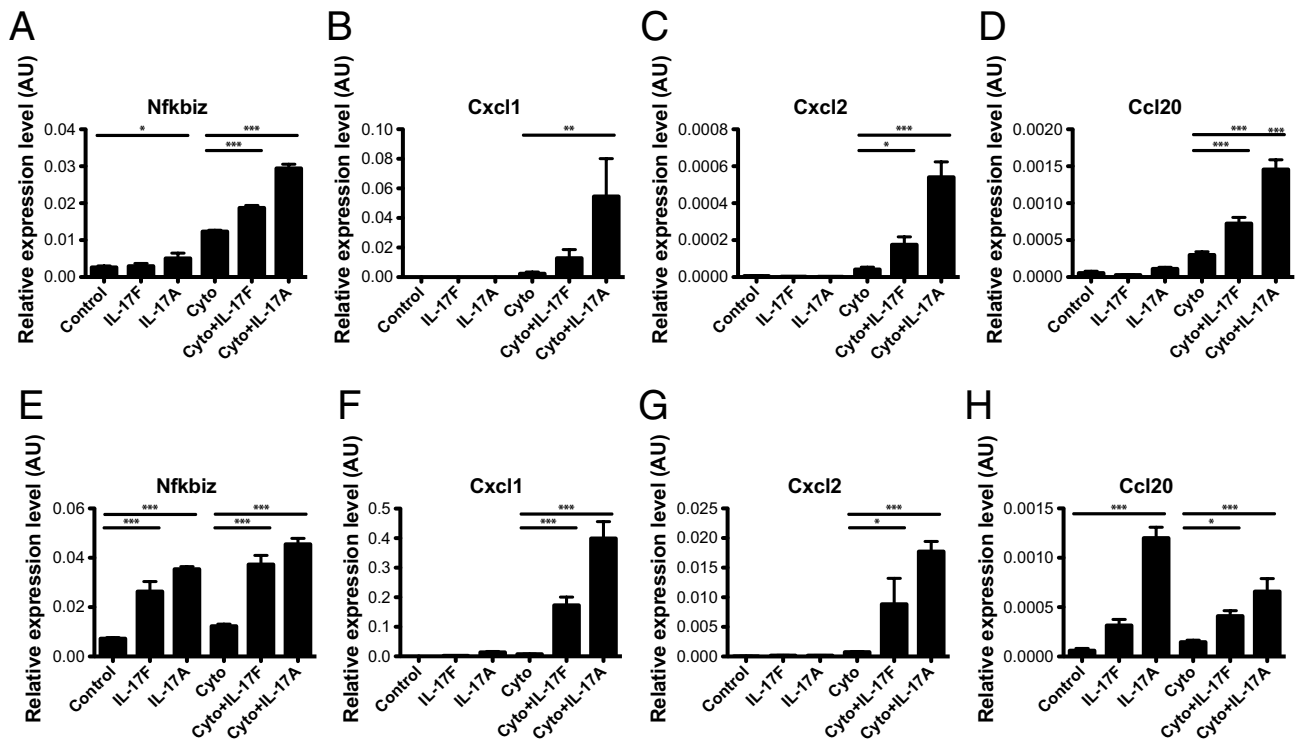 A
Nfkbiz
Relative expression level (AU)
0.04
0.03
0.02
0.01
0.00
*
***
***
Control
IL-17F
IL-17A
Cyto
Cyto+IL-17F
Cyto+IL-17A
B
Cxcl1
Relative expression level (AU)
0.10
0.08
0.06
0.04
0.02
0.00
**
Control
IL-17F
IL-17A
Cyto
Cyto+IL-17F
Cyto+IL-17A
C
Cxcl2
Relative expression level (AU)
0.0008
0.0006
0.0004
0.0002
0.0000
***
*
Control
IL-17F
IL-17A
Cyto
Cyto+IL-17F
Cyto+IL-17A
D
Ccl20
Relative expression level (AU)
0.0020
0.0015
0.0010
0.0005
0.0000
*** ***
***
Control
IL-17F
IL-17A
Cyto
Cyto+IL-17F
Cyto+IL-17A
E
Nfkbiz
Relative expression level (AU)
0.06
0.04
0.02
0.00
*** ***
*** ***
Control
IL-17F
IL-17A
Cyto
Cyto+IL-17F
Cyto+IL-17A
F
Cxcl1
Relative expression level (AU)
0.5
0.4
0.3
0.2
0.1
0.0
***
***
Control
IL-17F
IL-17A
Cyto
Cyto+IL-17F
Cyto+IL-17A
G
Cxcl2
Relative expression level (AU)
0.025
0.020
0.015
0.010
0.005
0.000
***
*
Control
IL-17F
IL-17A
Cyto
Cyto+IL-17F
Cyto+IL-17A
H
Ccl20
Relative expression level (AU)
0.0015
0.0010
0.0005
0.0000
*** ***
*
Control
IL-17F
IL-17A
Cyto
Cyto+IL-17F
Cyto+IL-17A